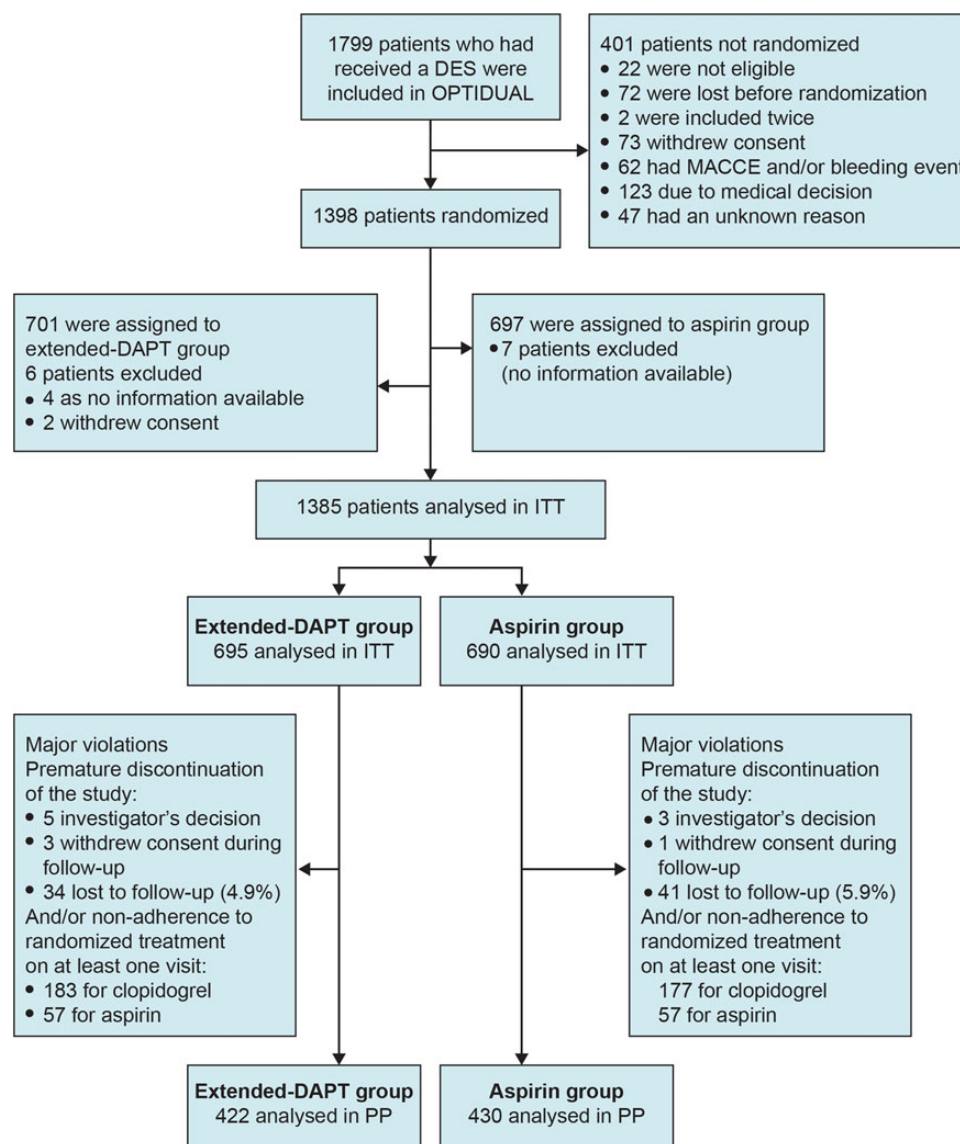 1799 patients who had
received a DES were
included in OPTIDUAL
401 patients not randomized
• 22 were not eligible
• 72 were lost before randomization
• 2 were included twice
• 73 withdrew consent
• 62 had MACCE and/or bleeding event
• 123 due to medical decision
• 47 had an unknown reason
1398 patients randomized
701 were assigned to
extended-DAPT group
6 patients excluded
• 4 as no information available
• 2 withdrew consent
697 were assigned to aspirin group
• 7 patients excluded
(no information available)
1385 patients analysed in ITT
Extended-DAPT group
695 analysed in ITT
Aspirin group
690 analysed in ITT
Major violations
Premature discontinuation
of the study:
• 5 investigator's decision
• 3 withdrew consent during
follow-up
• 34 lost to follow-up (4.9%)
And/or non-adherence to
randomized treatment
on at least one visit:
• 183 for clopidogrel
• 57 for aspirin
Major violations
Premature discontinuation
of the study:
• 3 investigator's decision
• 1 withdrew consent during
follow-up
• 41 lost to follow-up (5.9%)
And/or non-adherence to
randomized treatment
on at least one visit:
177 for clopidogrel
57 for aspirin
Extended-DAPT group
422 analysed in PP
Aspirin group
430 analysed in PP